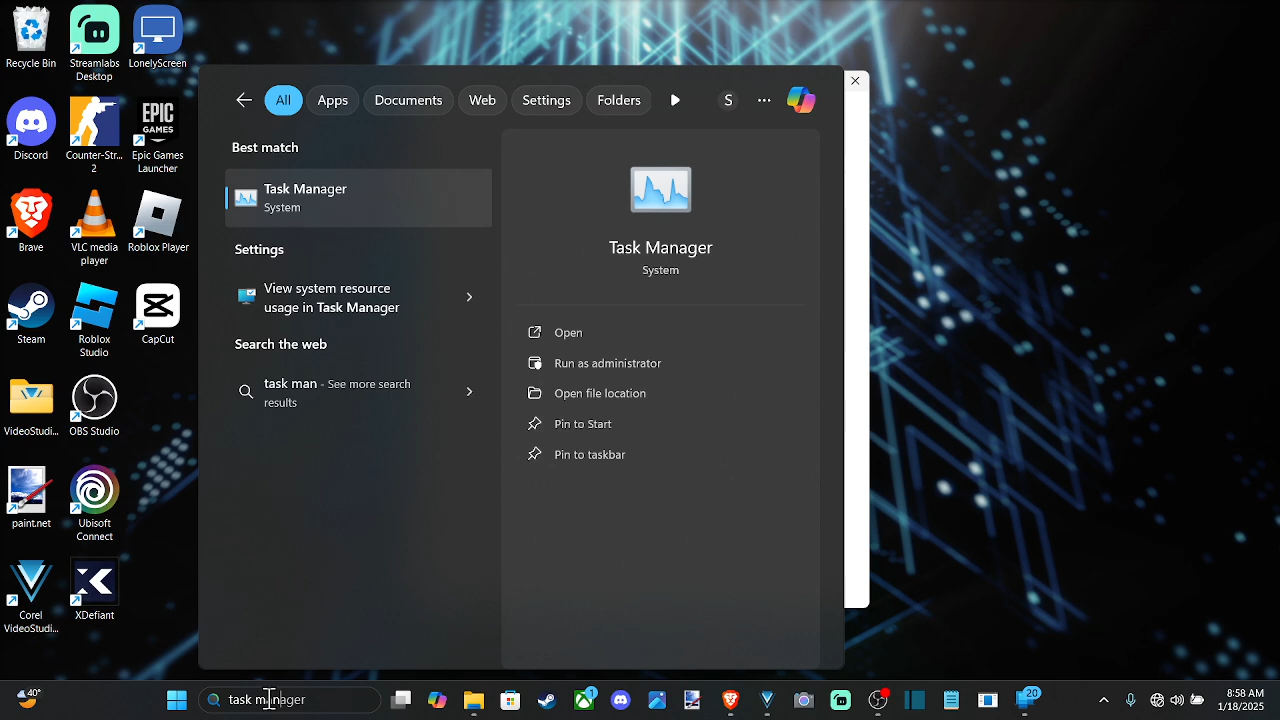 Recycle Bin
Streamlabs
Desktop
LonelyScreen
Discord
Counter-Str...
2
EPIC
GAMES
Epic Games
Launcher
Brave
VLC media
player
Roblox Player
Steam
Roblox
Studio
CapCut
VideoStudi...
OBS Studio
paint.net
Ubisoft
Connect
Corel
VideoStudi...
XDefiant
All
Apps
Documents
Web
Settings
Folders
S
Best match
Task Manager
System
Settings
View system resource
usage in Task Manager
Search the web
task man - See more search
results
Task Manager
System
Open
Run as administrator
Open file location
Pin to Start
Pin to taskbar
40°
task manager
1
20
8:58 AM
1/18/2025